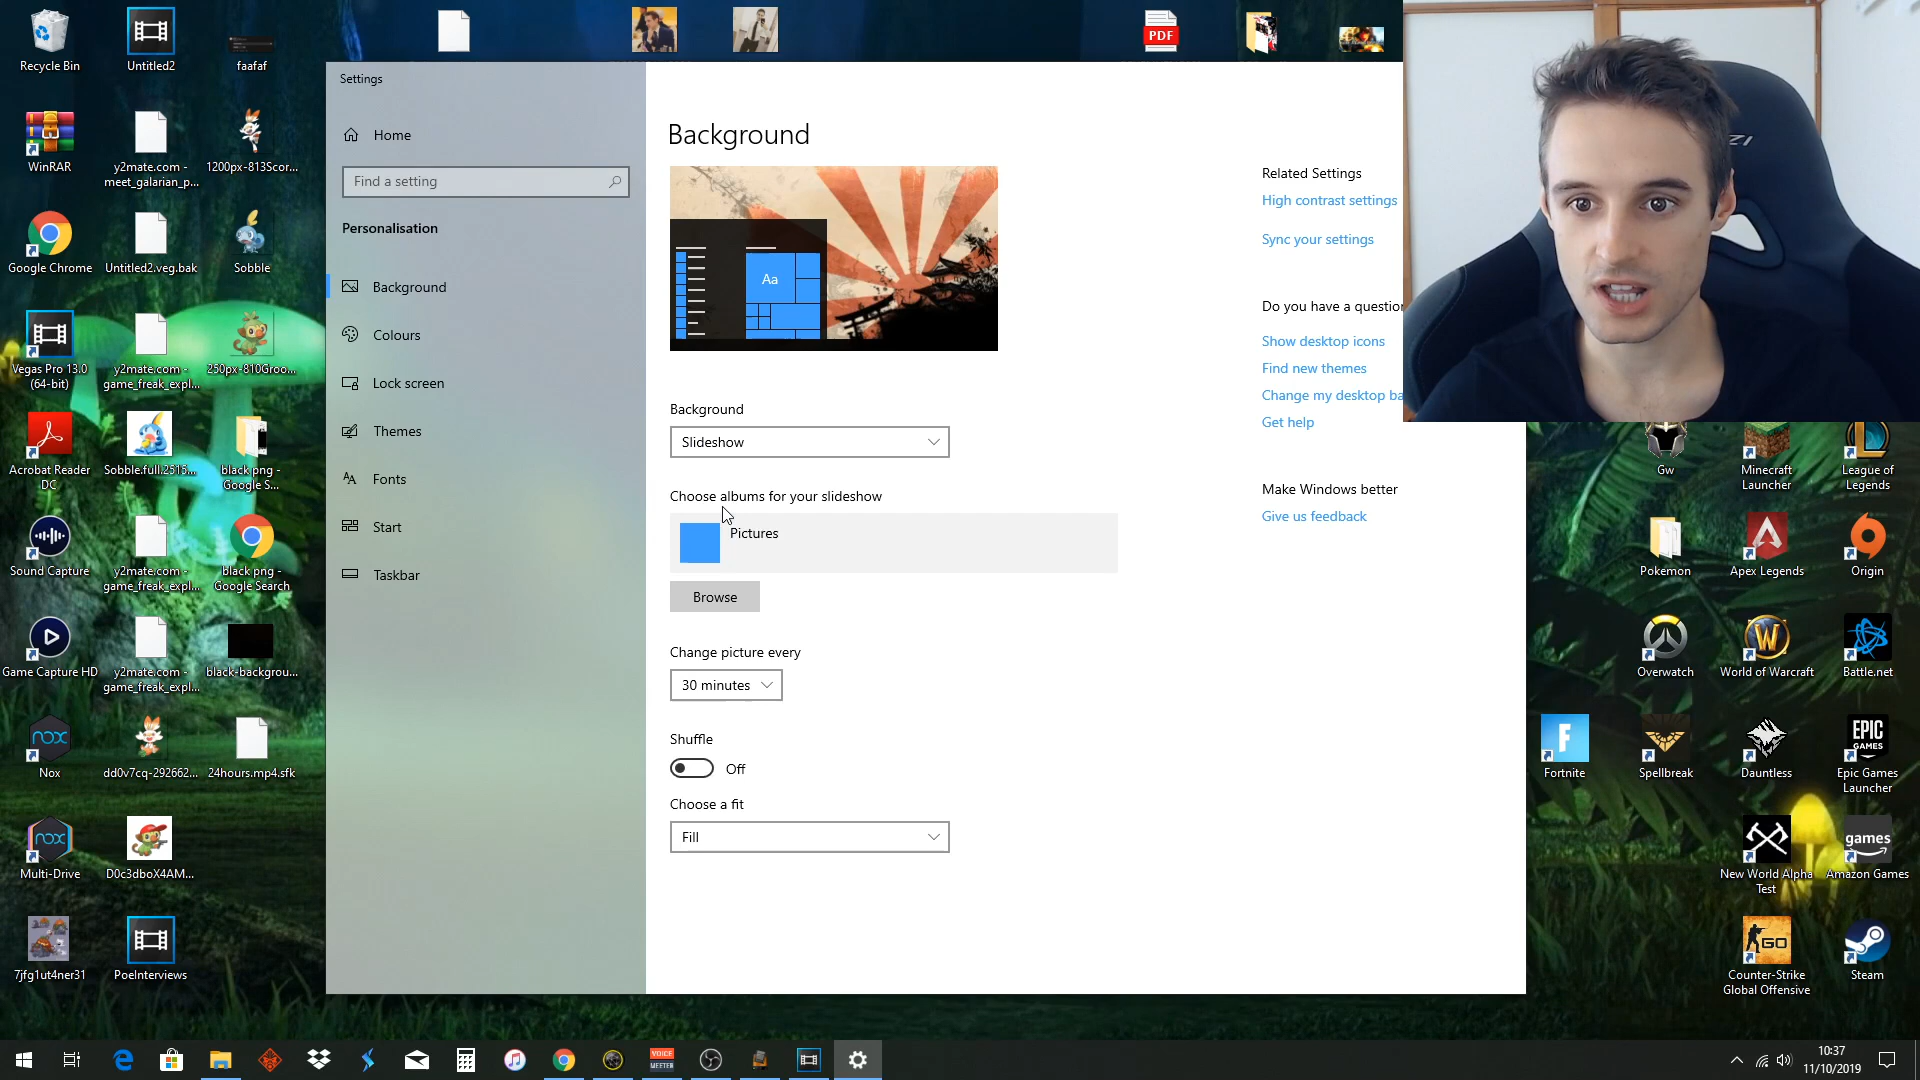 Recycle Bin
Untitled2
faafaf
WinRAR
y2mate.com -
meet_galarian_p...
1200px-813Scor...
Google Chrome
Untitled2.veg.bak
Sobble
Vegas Pro 13.0
(64-bit)
y2mate.com -
game_freak_expl...
250px-810Groo...
Acrobat Reader
DC
Sobble.full.2515...
black png -
Google S...
Sound Capture
y2mate.com -
game_freak_expl...
black png -
Google Search
Game Capture HD
y2mate.com -
game_freak_expl...
black-backgrou...
nox
Nox
dd0v7cq-292662...
24hours.mp4.sfk
nox
Multi-Drive
D0c3dboX4AM...
7jfg1ut4ner31
PoeInterviews
PDF
Settings
Home
Find a setting
Personalisation
Background
Colours
Lock screen
Themes
Fonts
Start
Taskbar
Background
Aa
Background
Slideshow
Choose albums for your slideshow
Pictures
Browse
Change picture every
30 minutes
Shuffle
Off
Choose a fit
Fill
Related Settings
High contrast settings
Sync your settings
Do you have a question
Show desktop icons
Find new themes
Change my desktop ba
Get help
Make Windows better
Give us feedback
Gw
Minecraft
Launcher
League of
Legends
Pokemon
Apex Legends
Origin
Overwatch
World of Warcraft
Battle.net
F
Fortnite
Spellbreak
Dauntless
EPIC
GAMES
Epic Games
Launcher
New World Alpha
Test
games
Amazon Games
GO
Counter-Strike
Global Offensive
Steam
VOICE
MEETER
10:37
11/10/2019